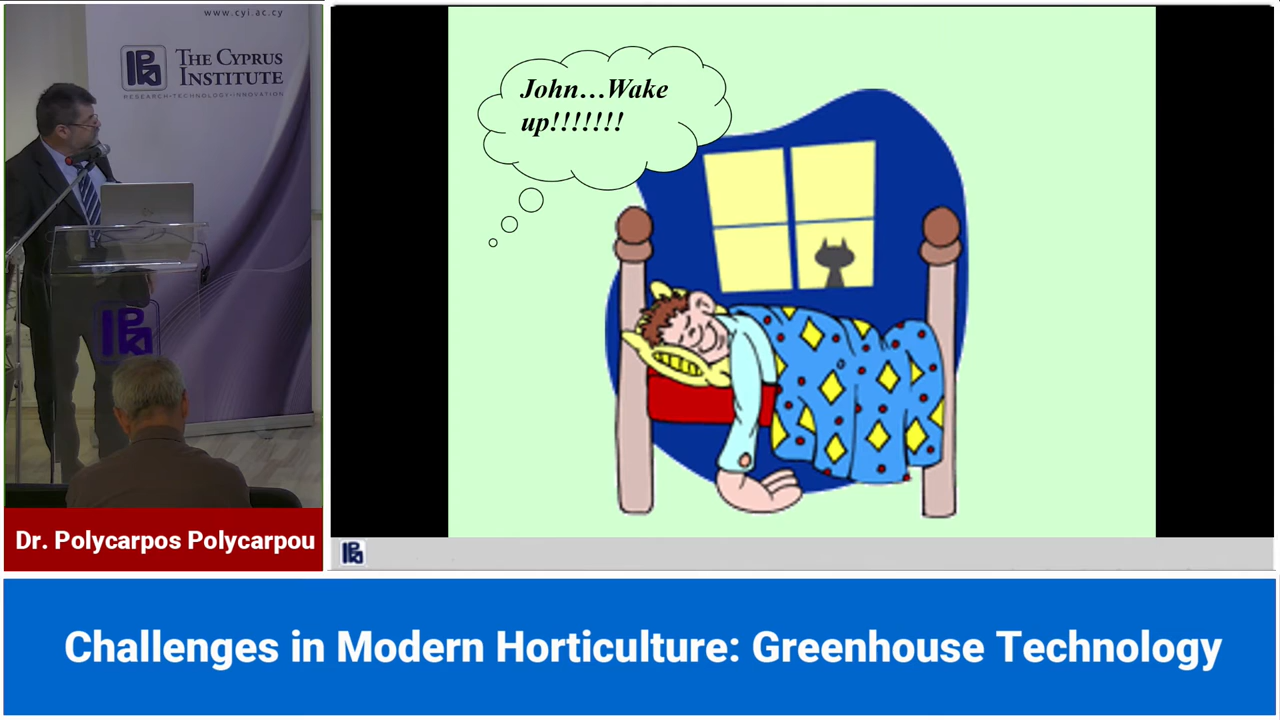 www.cyi.ac.cy
THE CYPRUS
INSTITUTE
RESEARCH•TECHNOLOGY•INNOVATION
John...Wake
up!!!!!!!
Dr. Polycarpos Polycarpou
Challenges in Modern Horticulture: Greenhouse Technology